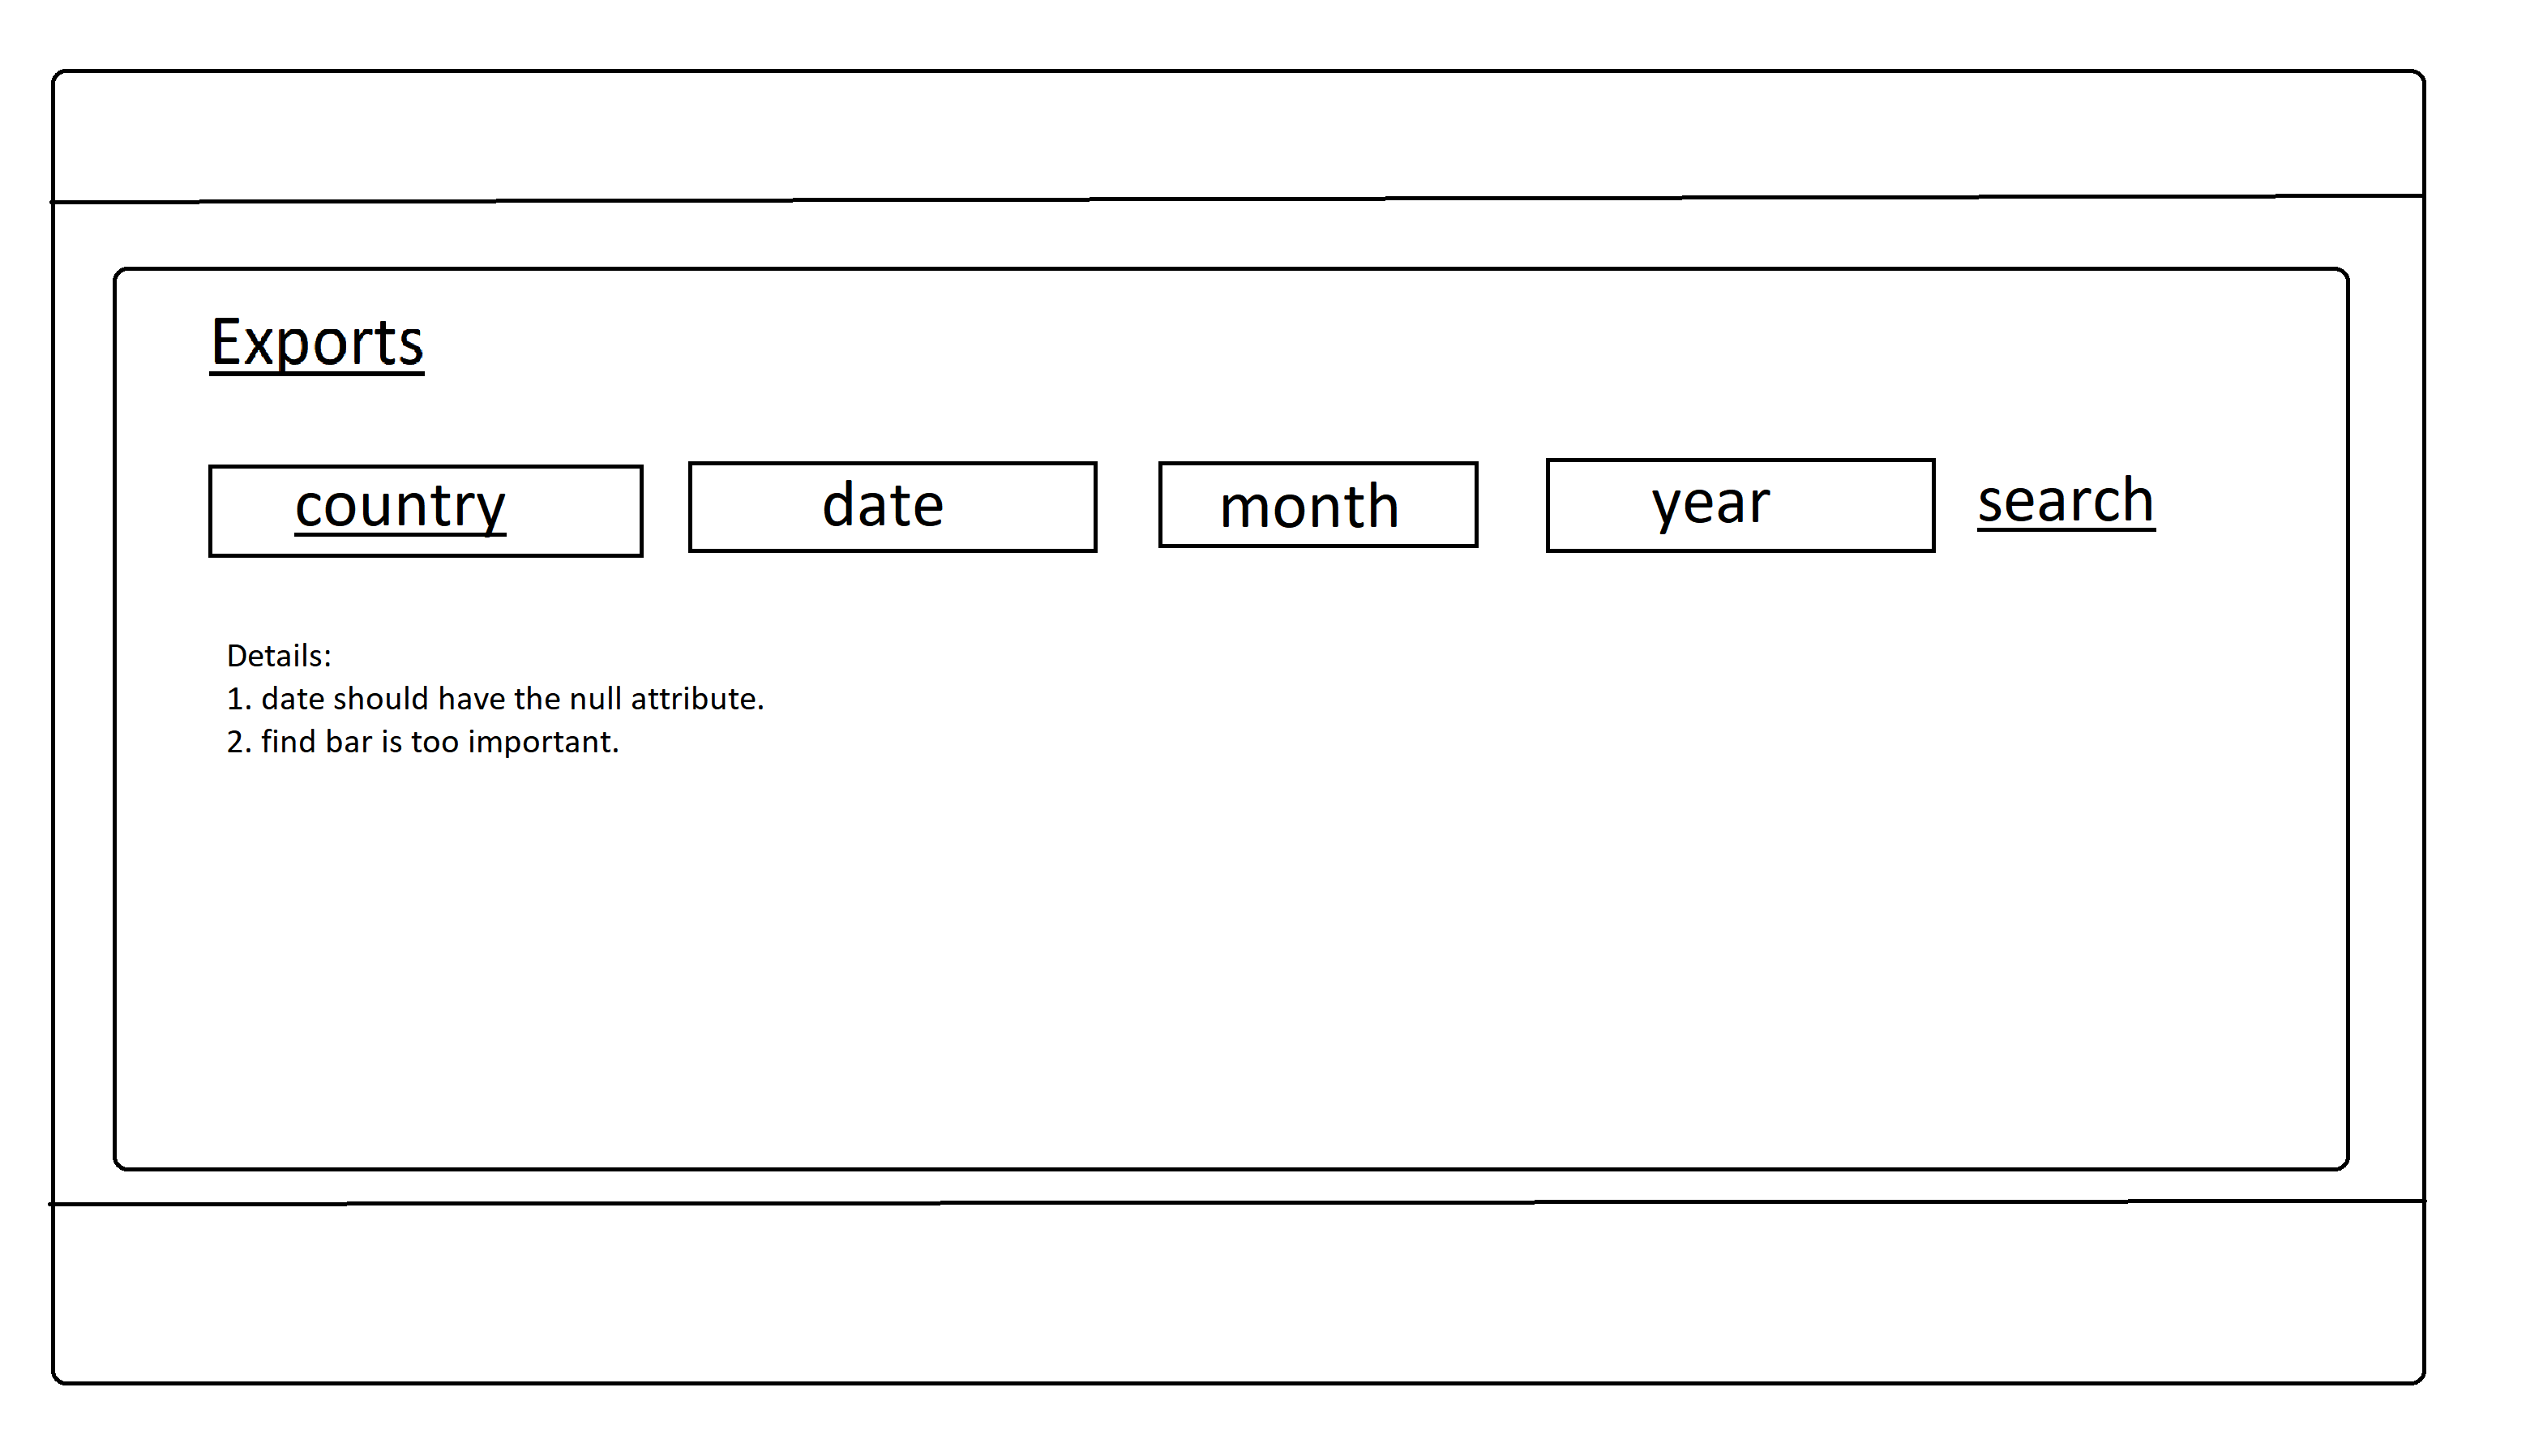 Exports
country date month year search
Details:
1. date should have the null attribute.
2. find bar is too important.